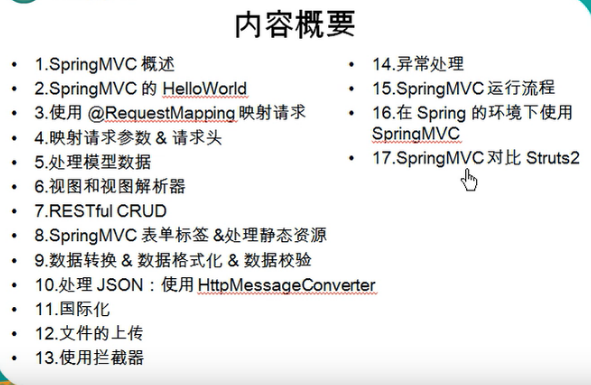 内容概要
• 1.SpringMVC 概述
• 2.SpringMVC 的 HelloWorld
• 3.使用 @RequestMapping 映射请求
• 4.映射请求参数 & 请求头
• 5.处理模型数据
• 6.视图和视图解析器
• 7.RESTful CRUD
• 8.SpringMVC 表单标签 &处理静态资源
• 9.数据转换 & 数据格式化 & 数据校验
• 10.处理 JSON：使用 HttpMessageConverter
• 11.国际化
• 12.文件的上传
• 13.使用拦截器
• 14.异常处理
• 15.SpringMVC 运行流程
• 16.在 Spring 的环境下使用
SpringMVC
• 17.SpringMVC 对比 Struts2